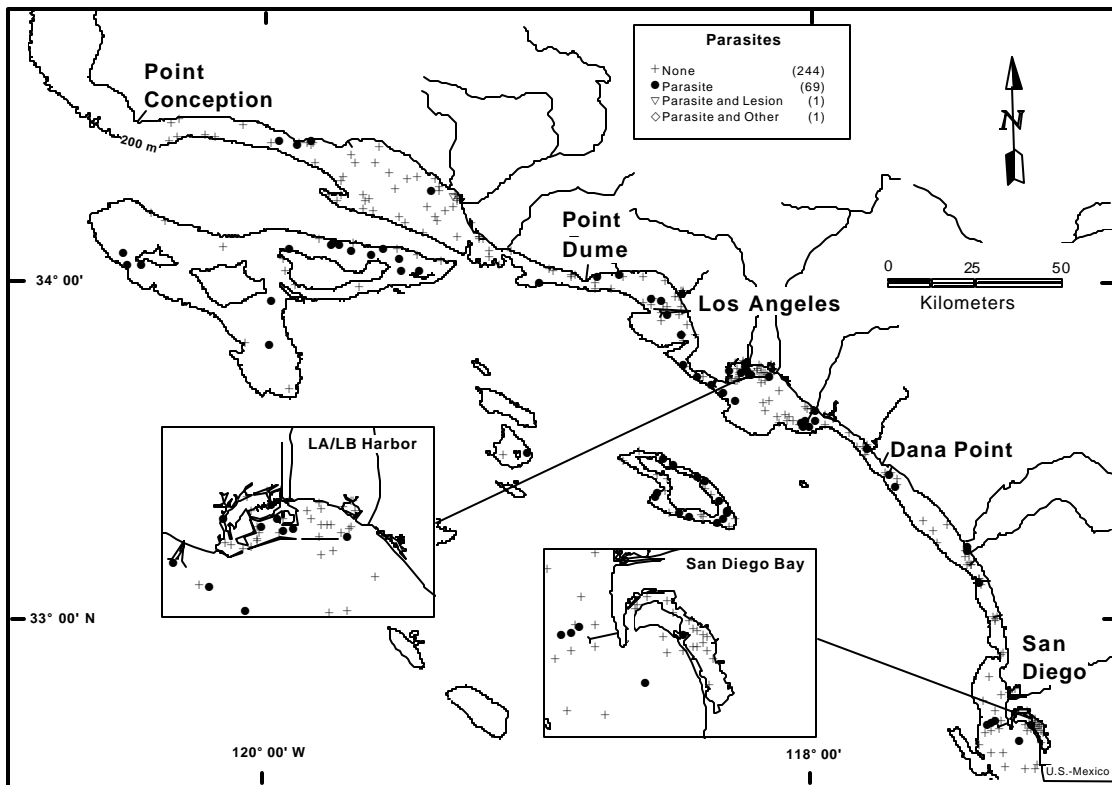 Parasites
None (244)
Parasite (69)
Parasite and Lesion (1)
Parasite and Other (1)
Point
Conception
200 m
N
Point
Dume
34° 00'
0 25 50
Kilometers
Los Angeles
LA/LB Harbor
Dana Point
San Diego Bay
33° 00' N
San
Diego
120° 00' W
118° 00'
U.S.-Mexico